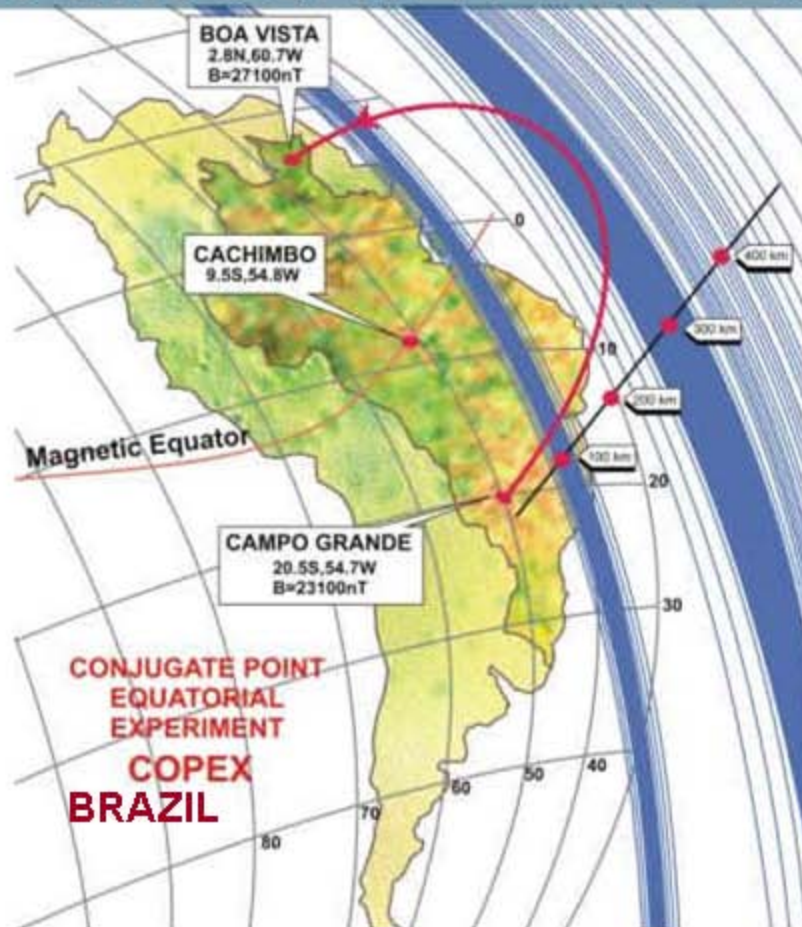 BOA VISTA
2.8N,60.7W
B=27100nT
0
CACHIMBO
9.5S,54.8W
400 km
300 km
10
200 km
Magnetic Equator
100 km
20
CAMPO GRANDE
20.5S,54.7W
B=23100nT
30
CONJUGATE POINT
EQUATORIAL
EXPERIMENT
COPEX
BRAZIL
40
50
60
70
80